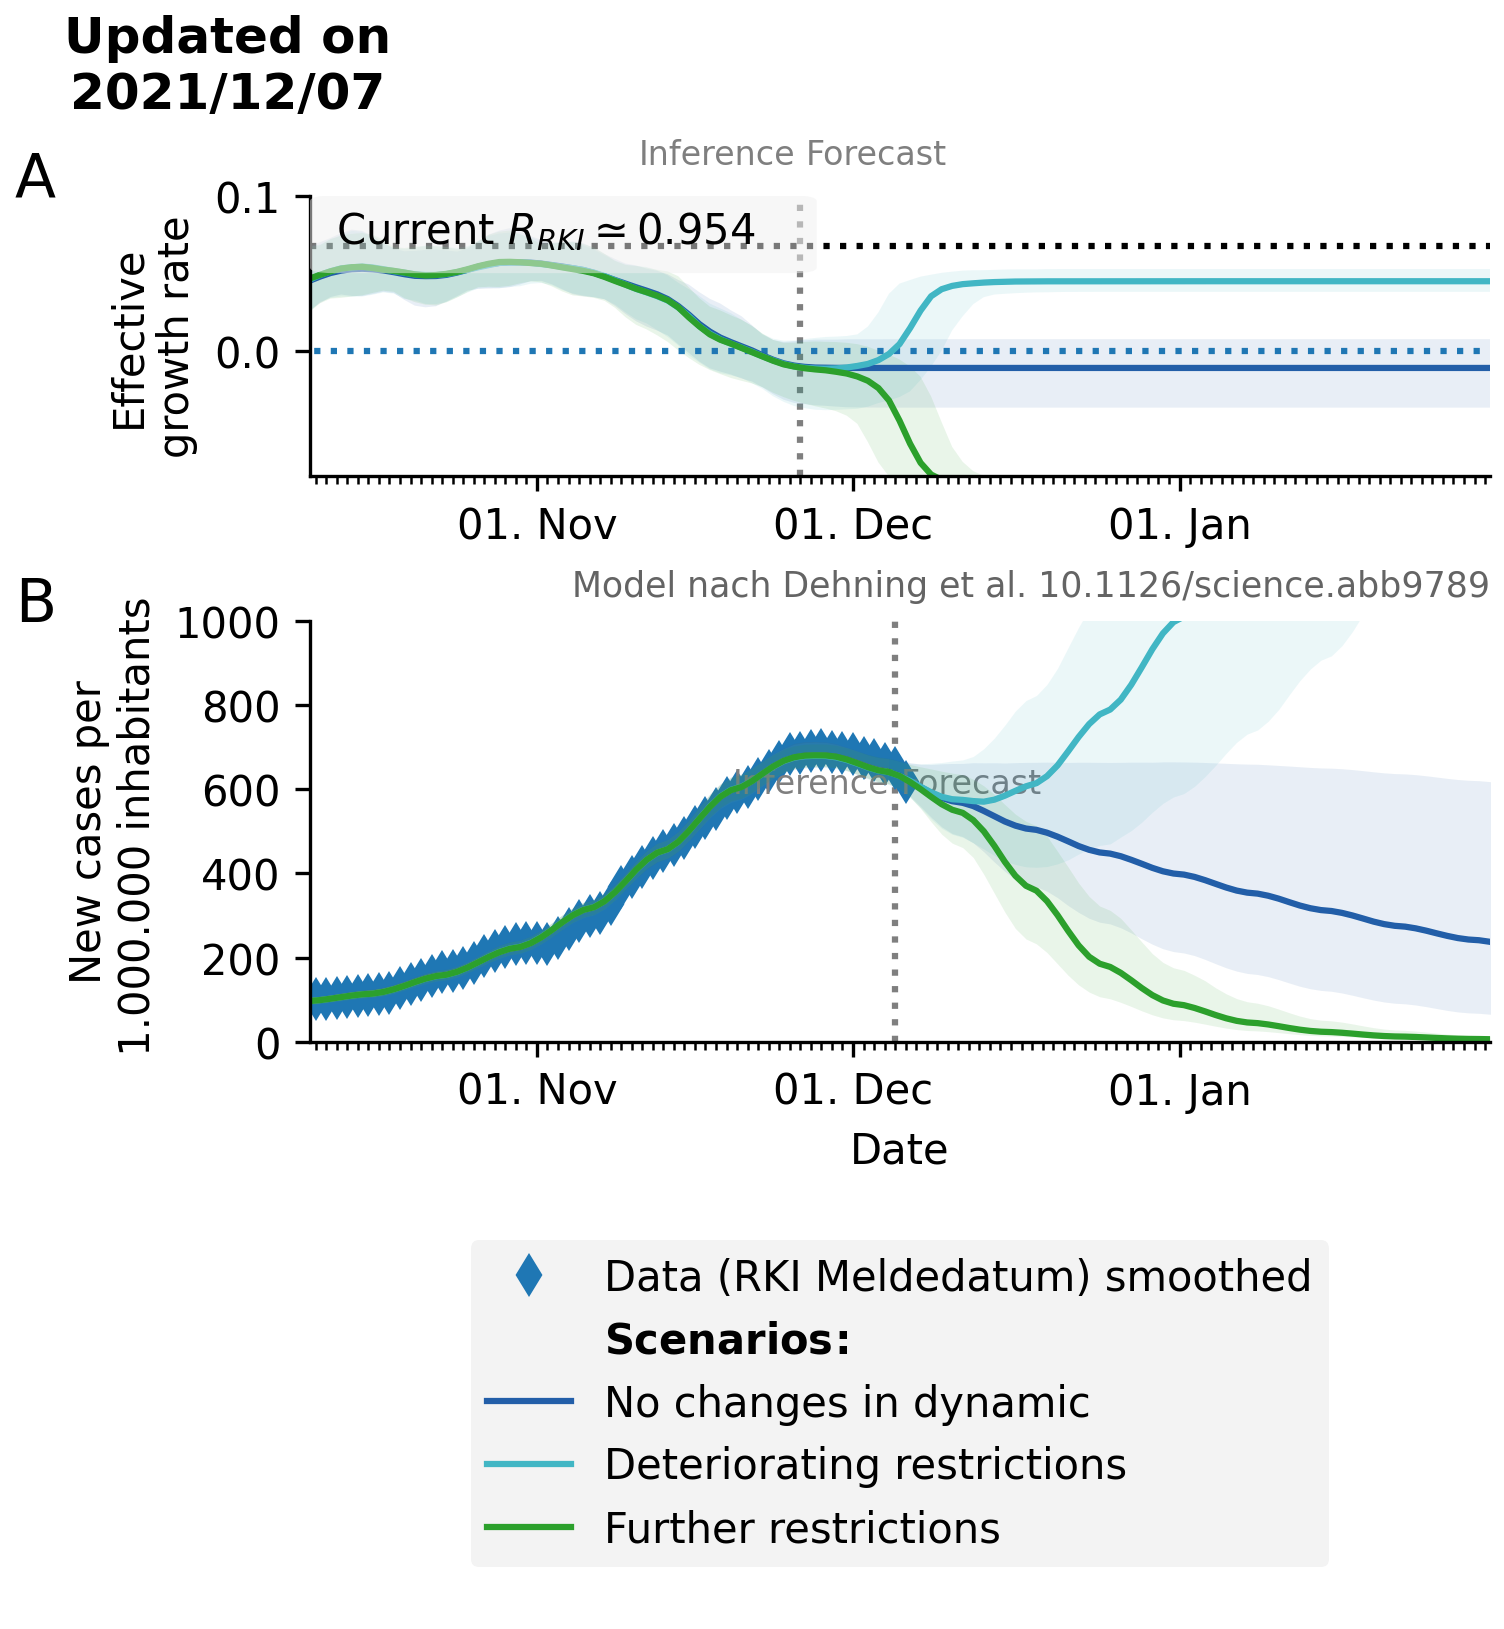 Updated on
2021/12/07
A
Inference Forecast
Effective
growth rate
0.1
0.0
Current R_RKI ≃ 0.954
01. Nov 01. Dec 01. Jan
B
Model nach Dehning et al. 10.1126/science.abb9789
New cases per
1.000.000 inhabitants
1000
800
600
400
200
0
Inference Forecast
01. Nov 01. Dec 01. Jan
Date
Data (RKI Meldedatum) smoothed
Scenarios:
No changes in dynamic
Deteriorating restrictions
Further restrictions